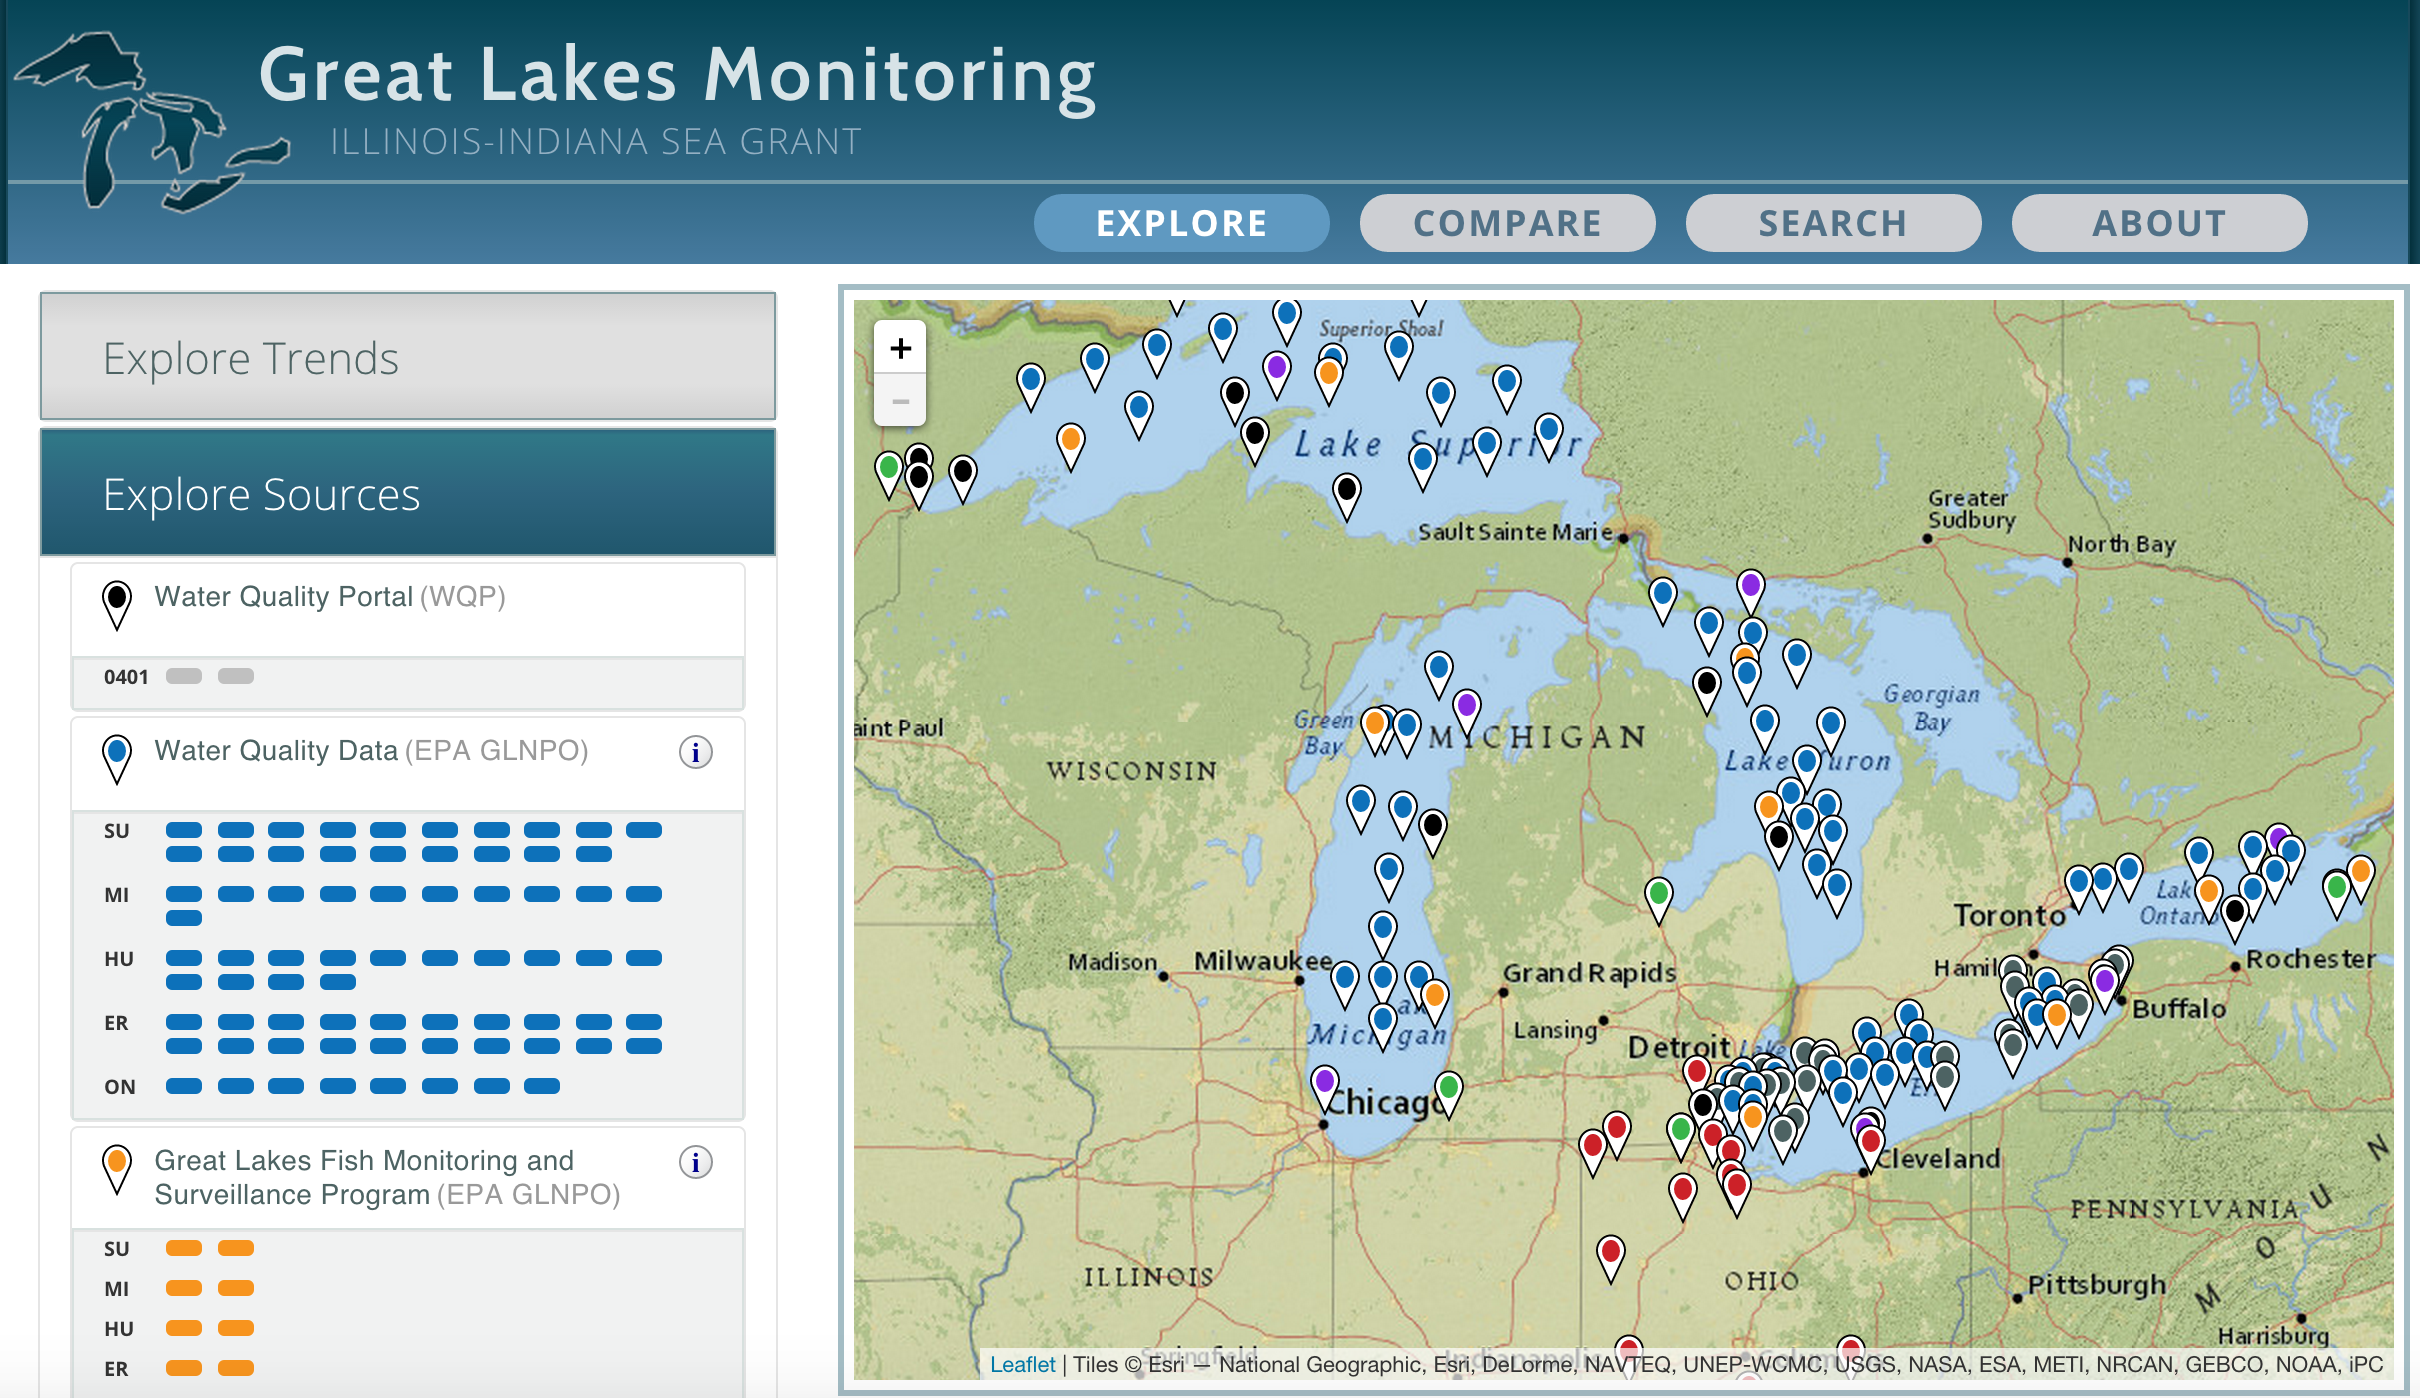 Great Lakes Monitoring
ILLINOIS-INDIANA SEA GRANT
EXPLORE
COMPARE
SEARCH
ABOUT
Explore Trends
Explore Sources
Water Quality Portal (WQP)
0401
Water Quality Data (EPA GLNPO)
i
SU
MI
HU
ER
ON
Great Lakes Fish Monitoring and
Surveillance Program (EPA GLNPO)
i
SU
MI
HU
ER
+
−
Superior Shoal
Lake Superior
Sault Sainte Marie
Greater
Sudbury
North Bay
Georgian
Bay
Green
Bay
MICHIGAN
aint Paul
WISCONSIN
Lake Huron
Lak
Ontario
Toronto
Madison
Milwaukee
Grand Rapids
Hamil
Rochester
Buffalo
Lansing
Michigan
Detroit
Lake
Chicago
Cleveland
PENNSYLVANIA
N
U
O
M
ILLINOIS
OHIO
Pittsburgh
Harrisburg
Springfield
Indianapolis
Leaflet | Tiles © Esri — National Geographic, Esri, DeLorme, NAVTEQ, UNEP-WCMC, USGS, NASA, ESA, METI, NRCAN, GEBCO, NOAA, iPC